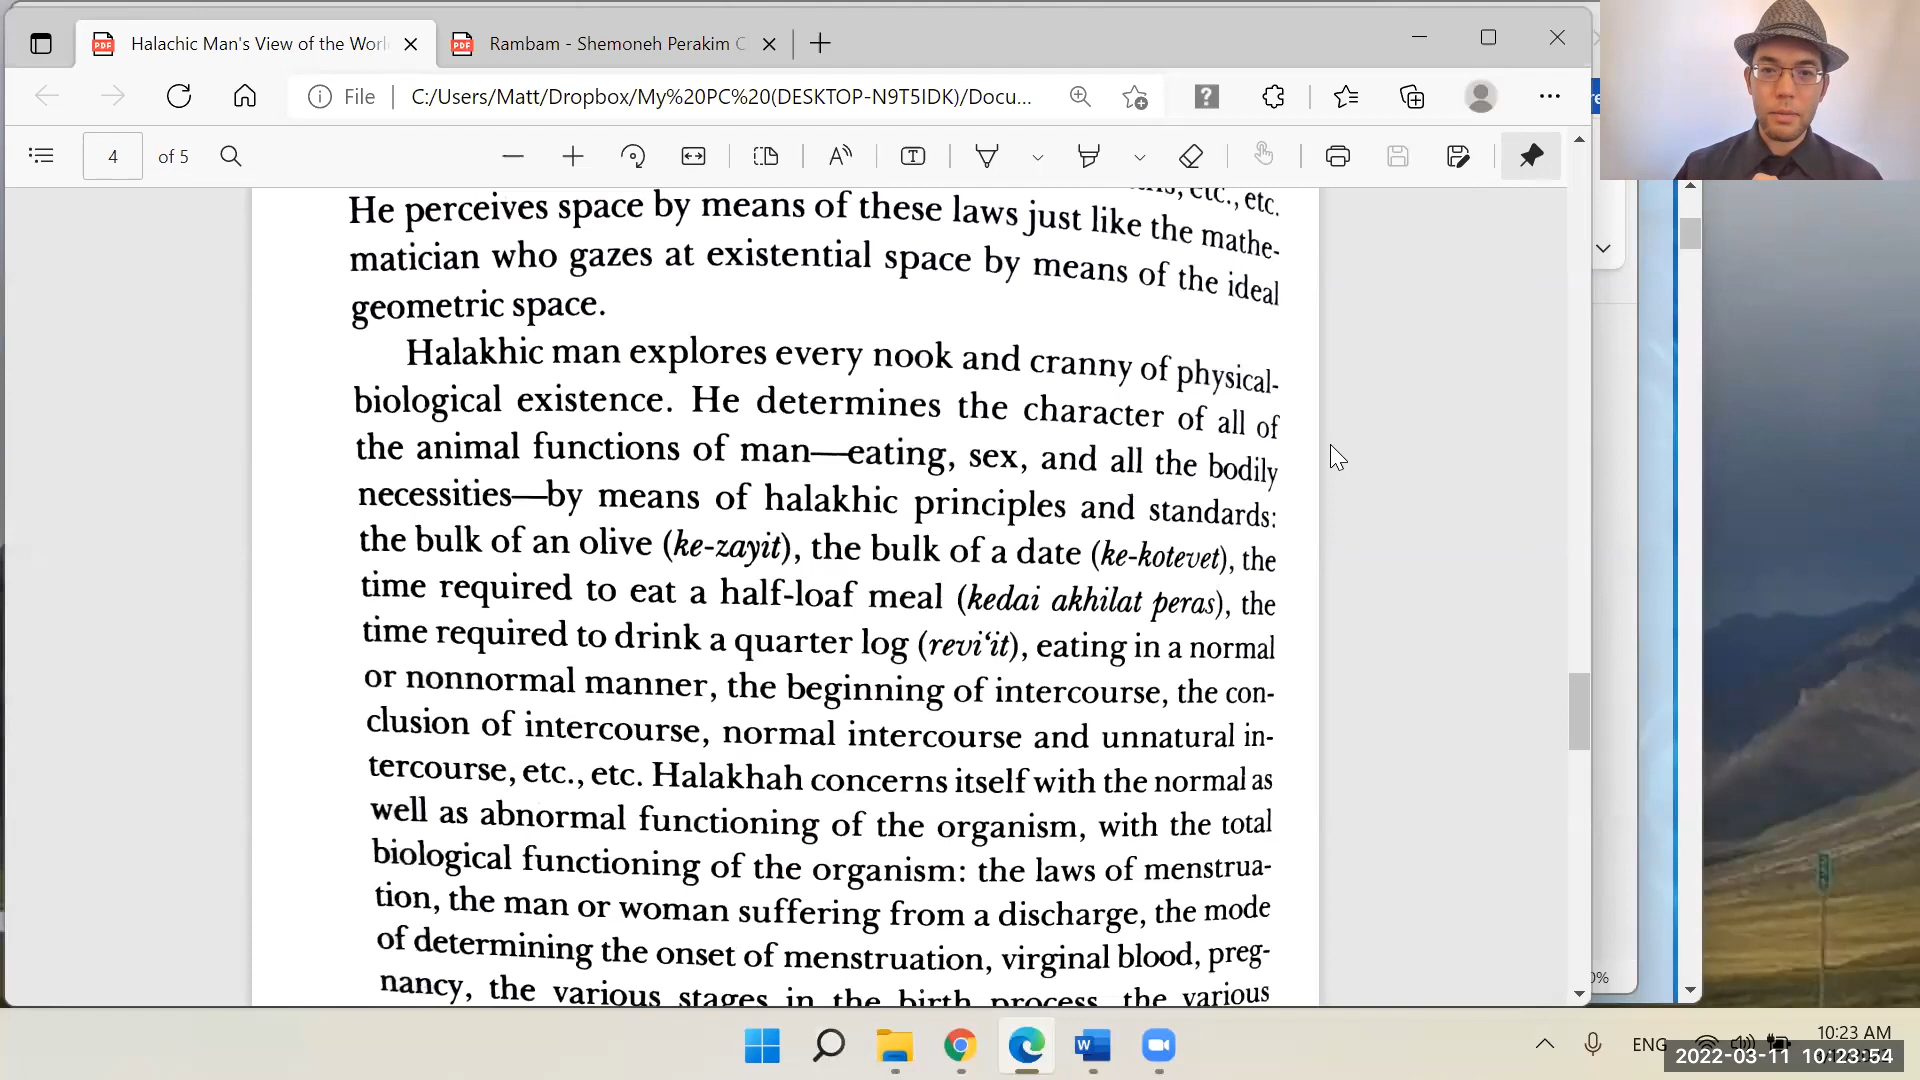 Halachic Man's View of the Worl
Rambam - Shemoneh Perakim C
File
C:/Users/Matt/Dropbox/My%20PC%20(DESKTOP-N9T5IDK)/Docu...
4
of 5
etc., etc.
He perceives space by means of these laws just like the mathe-
matician who gazes at existential space by means of the ideal
geometric space.
Halakhic man explores every nook and cranny of physical-
biological existence. He determines the character of all of
the animal functions of man—eating, sex, and all the bodily
necessities—by means of halakhic principles and standards:
the bulk of an olive (ke-zayit), the bulk of a date (ke-kotevet), the
time required to eat a half-loaf meal (kedai akhilat peras), the
time required to drink a quarter log (revi‘it), eating in a normal
or nonnormal manner, the beginning of intercourse, the con-
clusion of intercourse, normal intercourse and unnatural in-
tercourse, etc., etc. Halakhah concerns itself with the normal as
well as abnormal functioning of the organism, with the total
biological functioning of the organism: the laws of menstrua-
tion, the man or woman suffering from a discharge, the mode
of determining the onset of menstruation, virginal blood, preg-
nancy, the various stages in the birth process, the various
0%
ENG
10:23 AM
2022-03-11 10:23:54